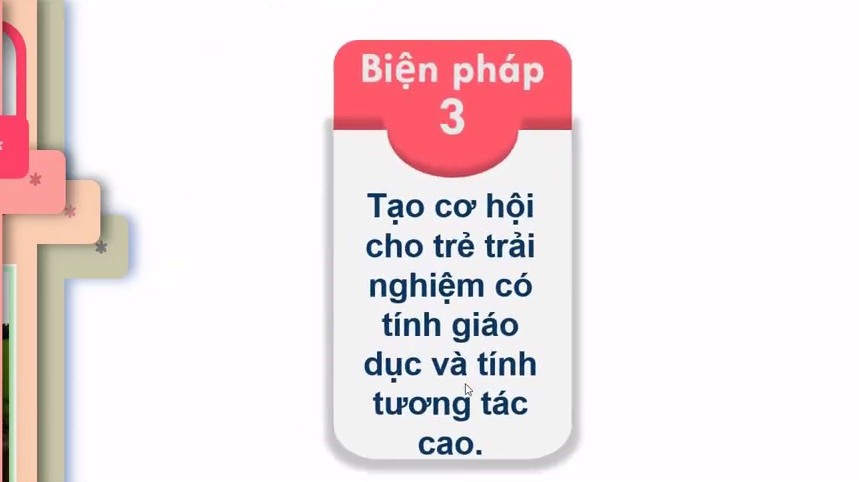 Biện pháp
3
Tạo cơ hội
cho trẻ trải
nghiệm có
tính giáo
dục và tính
tương tác
cao.